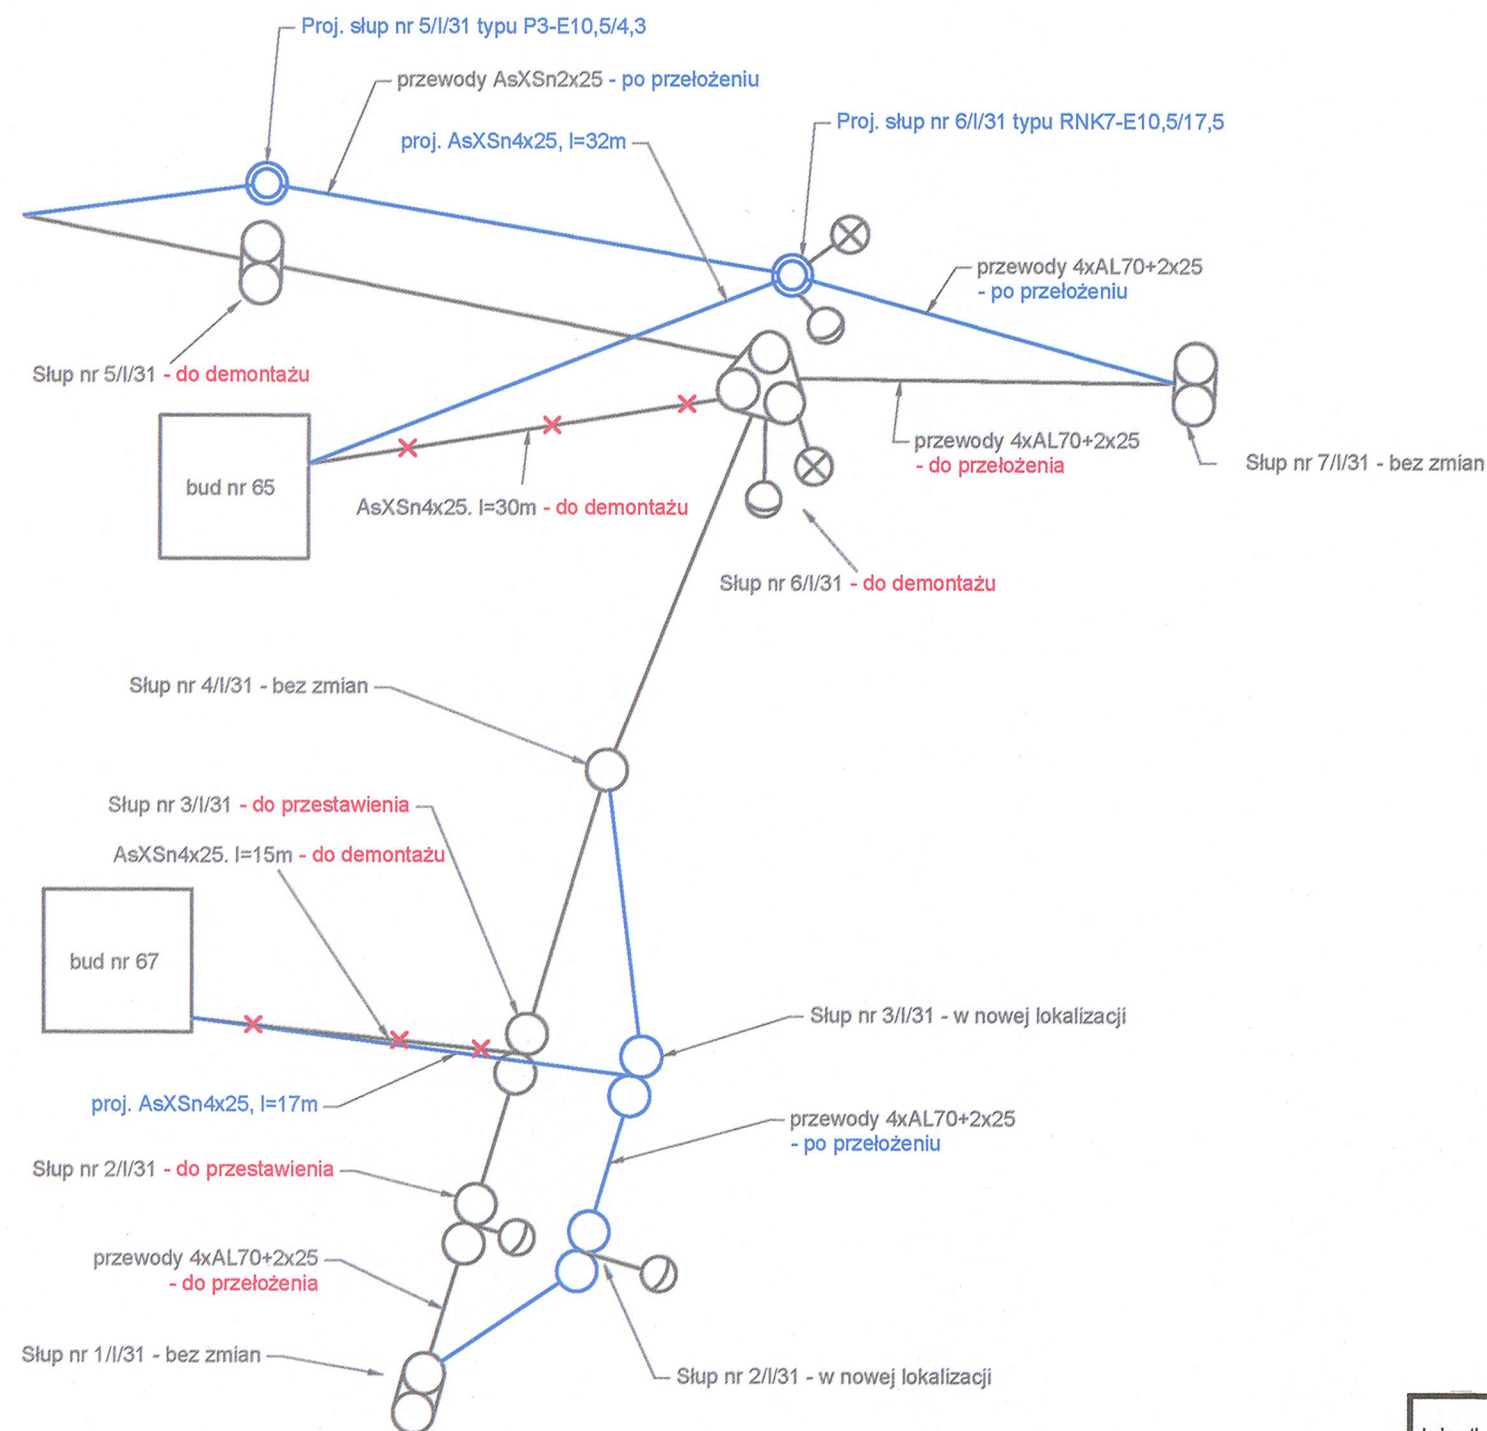 Proj. słup nr 5/I/31 typu P3-E10,5/4,3
przewody AsXSn2x25 - po przełożeniu
Proj. słup nr 6/I/31 typu RNK7-E10,5/17,5
proj. AsXSn4x25, l=32m
przewody 4xAL70+2x25
- po przełożeniu
Słup nr 5/I/31 - do demontażu
przewody 4xAL70+2x25
- do przełożenia
Słup nr 7/I/31 - bez zmian
bud nr 65
AsXSn4x25. l=30m - do demontażu
Słup nr 6/I/31 - do demontażu
Słup nr 4/I/31 - bez zmian
Słup nr 3/I/31 - do przestawienia
AsXSn4x25. l=15m - do demontażu
bud nr 67
Słup nr 3/I/31 - w nowej lokalizacji
proj. AsXSn4x25, l=17m
przewody 4xAL70+2x25
- po przełożeniu
Słup nr 2/I/31 - do przestawienia
przewody 4xAL70+2x25
- do przełożenia
Słup nr 1/I/31 - bez zmian
Słup nr 2/I/31 - w nowej lokalizacji